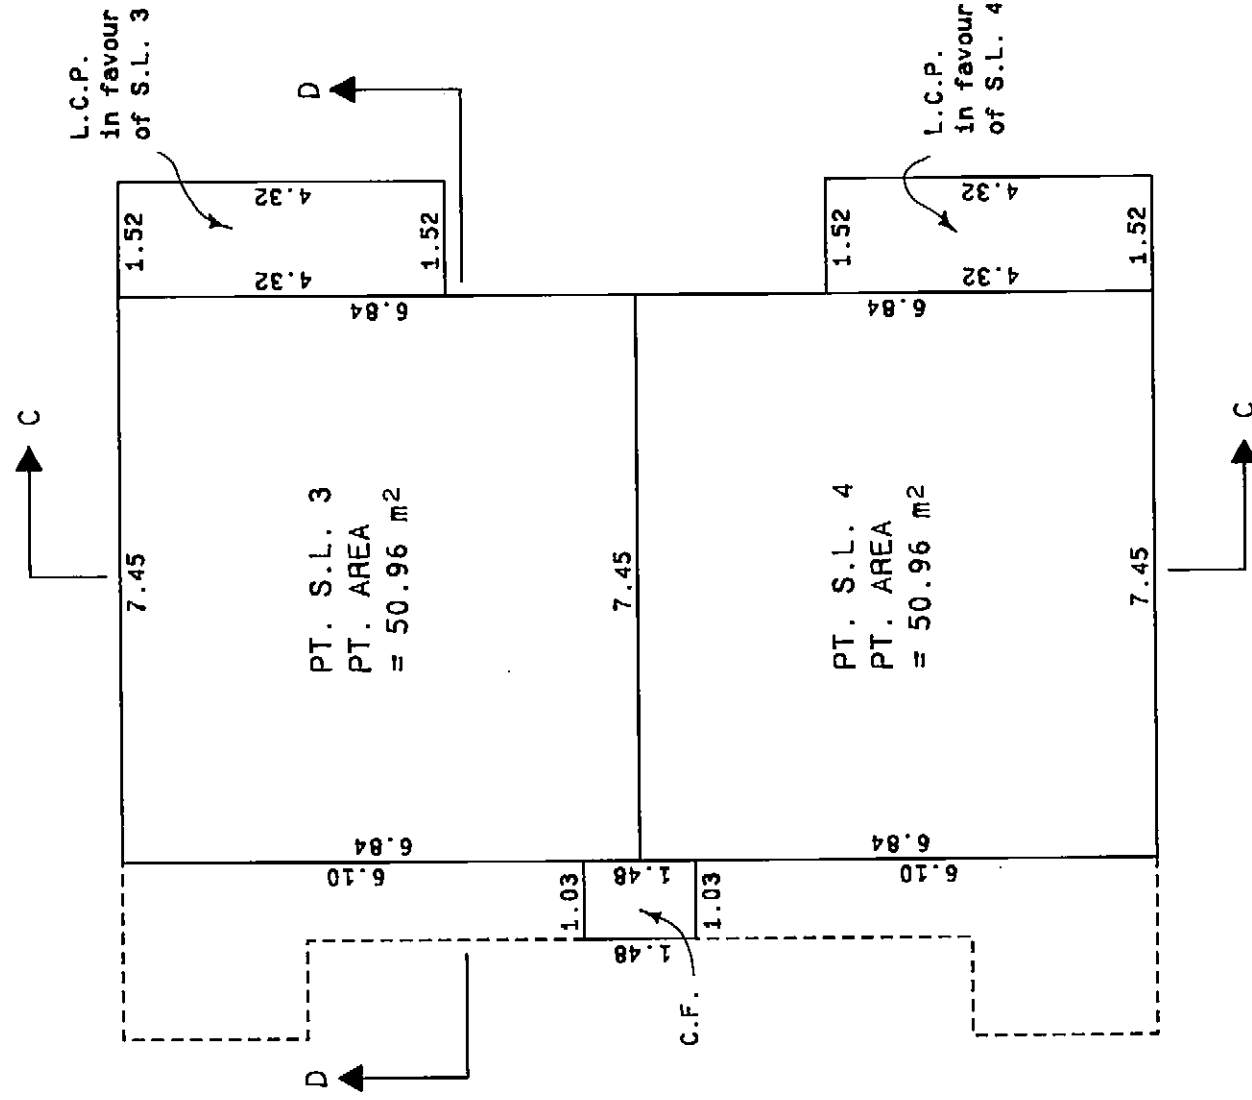 L.C.P.
in favour
of S.L. 3
D
1.52
4.32
4.32
1.52
6.84
C
7.45
PT. S.L. 3
PT. AREA
= 50.96 m²
7.45
6.84
6.10
1.03
1.48
1.48
1.03
C.F.
D
L.C.P.
in favour
of S.L. 4
1.52
4.32
4.32
1.52
6.84
PT. S.L. 4
PT. AREA
= 50.96 m²
7.45
6.84
6.10
C